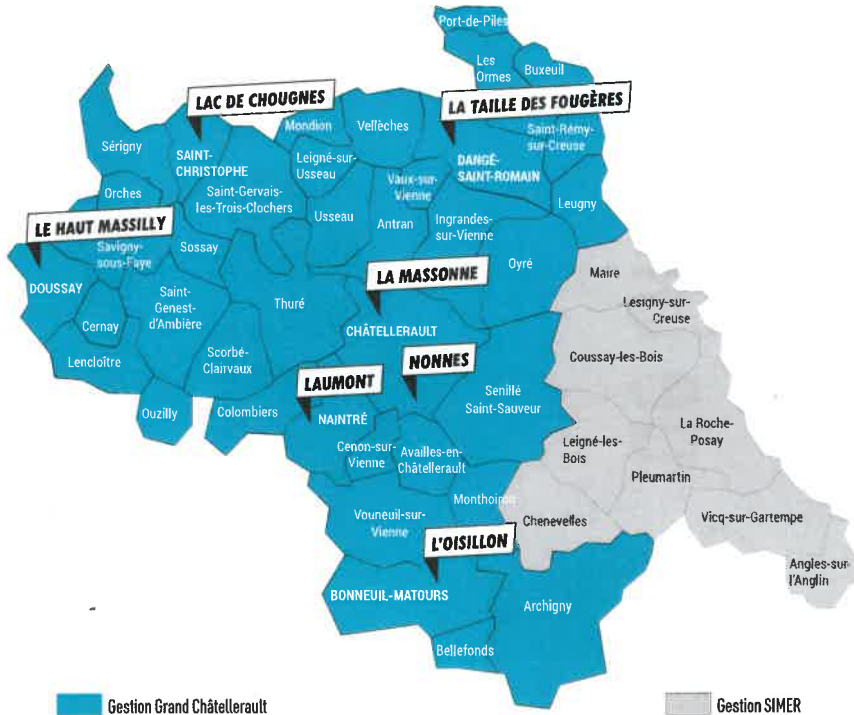 Port-de-Piles
Les
Ormes
Buxeuil
LAC DE CHOUGNES
LA TAILLE DES FOUGÈRES
Mondion
Vellèches
Saint-Rémy-
sur-Creuse
Sérigny
SAINT-
CHRISTOPHE
Leigné-sur-
Usseau
DANGÉ-
SAINT-ROMAIN
Vaux-sur-
Vienne
Orches
Saint-Gervais-
les-Trois-Clochers
Usseau
Antran
Ingrandes-
sur-Vienne
Leugny
LE HAUT MASSILLY
Savigny-
sous-Faye
Sossay
Oyré
LA MASSONNE
Maire
DOUSSAY
Saint-
Genest-
d'Ambière
Thuré
Lesigny-sur-
Creuse
Cernay
CHÂTELLERAULT
Lencloître
Scorbé-
Clairvaux
NONNES
Coussay-les-Bois
LAUMONT
Senillé
Saint-Sauveur
Ouzilly
Colombiers
NAINTRÉ
La Roche-
Posay
Cenon-sur-
Vienne
Availles-en-
Châtellerault
Leigné-les-
Bois
Pleumartin
Monthoiron
Vouneuil-sur-
Vienne
Chenevelles
Vicq-sur-Gartempe
L'OISILLON
Angles-sur-
l'Anglin
BONNEUIL-MATOURS
Archigny
Bellefonds
Gestion Grand Châtellerault
Gestion SIMER